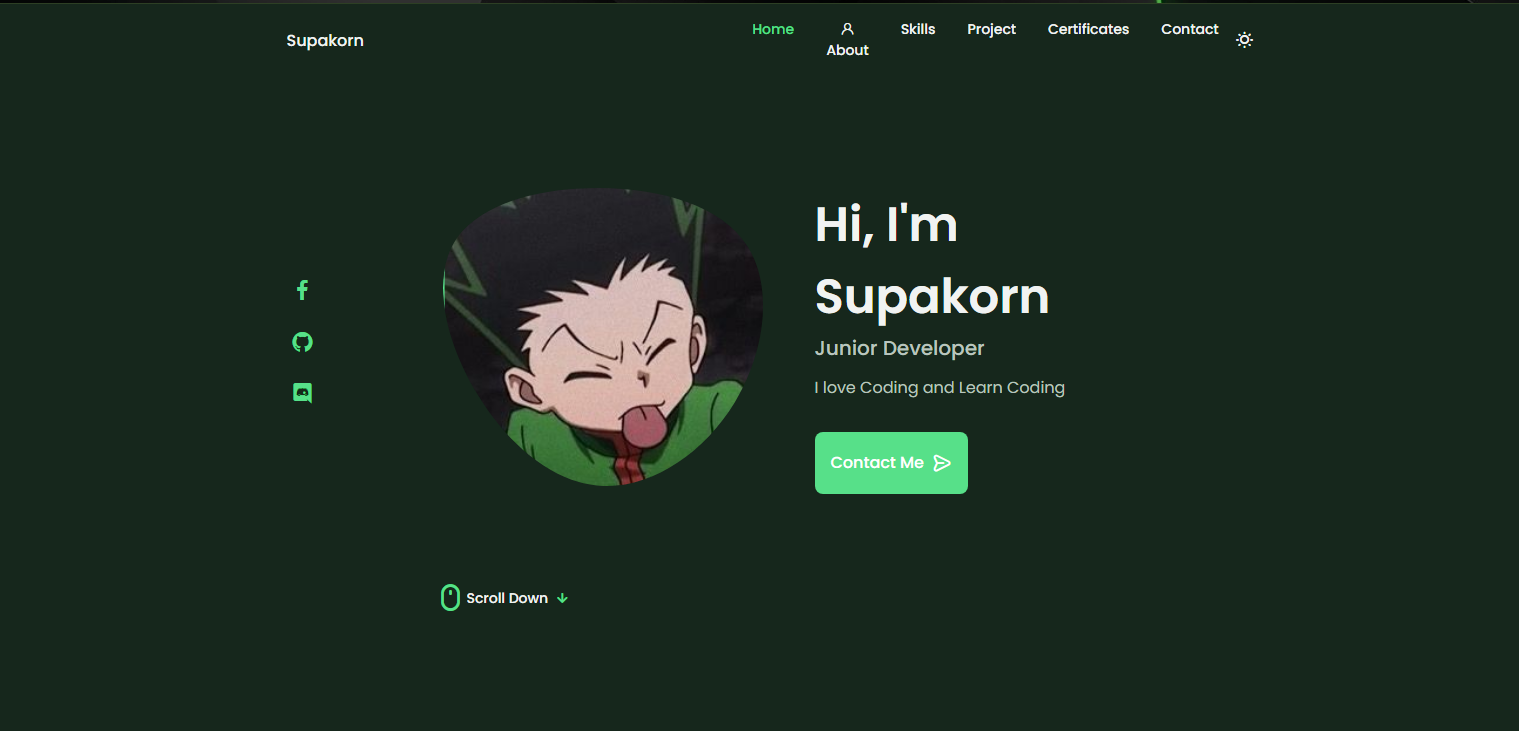 Supakorn
Home
About
Skills
Project
Certificates
Contact
Hi, I'm
Supakorn
Junior Developer
I love Coding and Learn Coding
Contact Me
Scroll Down